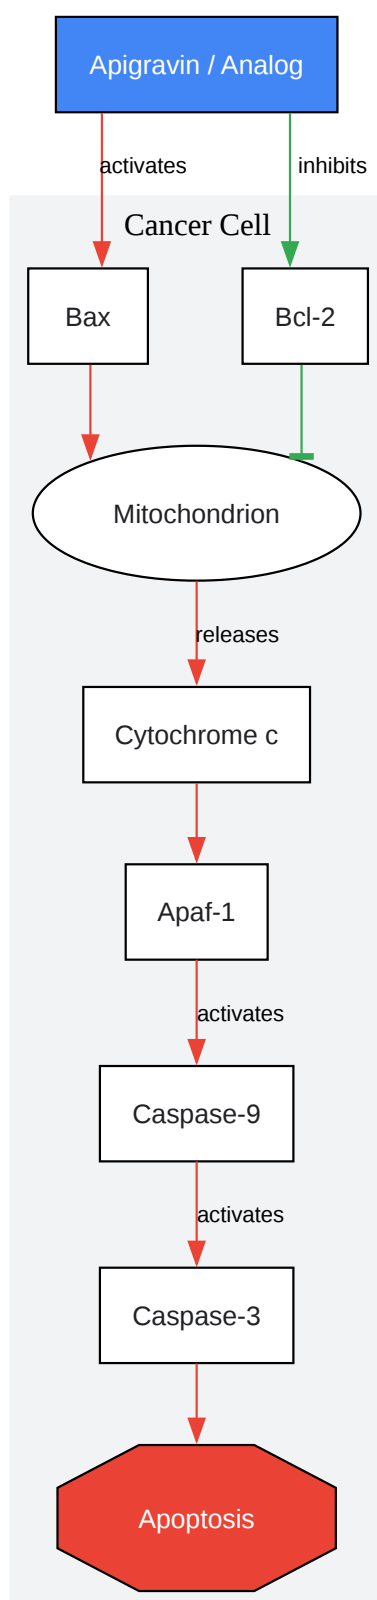 Apigravin / Analog
activates
inhibits
Cancer Cell
Bax
Bcl-2
Mitochondrion
releases
Cytochrome c
Apaf-1
activates
Caspase-9
activates
Caspase-3
Apoptosis